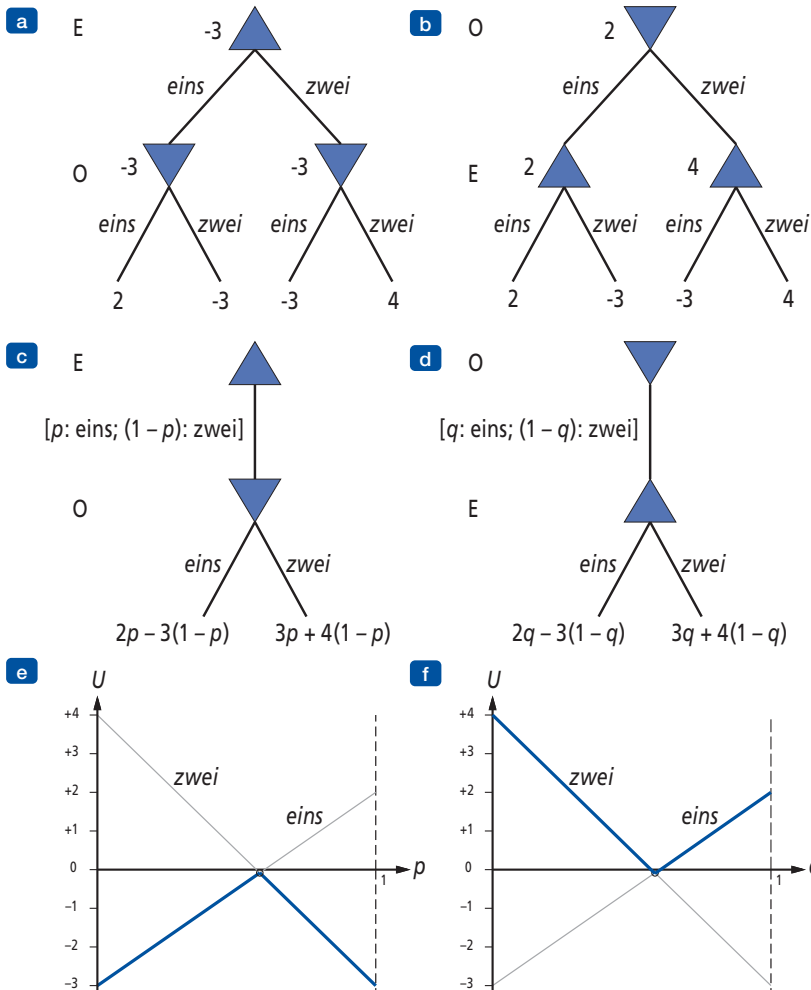 a
E
-3
eins
zwei
O
-3
-3
eins
zwei
eins
zwei
2
-3
-3
4
b
O
2
eins
zwei
E
2
4
eins
zwei
eins
zwei
2
-3
-3
4
c
E
[p: eins; (1 – p): zwei]
O
eins
zwei
2p – 3(1 – p)
3p + 4(1 – p)
d
O
[q: eins; (1 – q): zwei]
E
eins
zwei
2q – 3(1 – q)
3q + 4(1 – q)
e
U
+4
+3
+2
+1
0
–1
–2
–3
zwei
eins
1
p
f
U
+4
+3
+2
+1
0
–1
–2
–3
zwei
eins
1